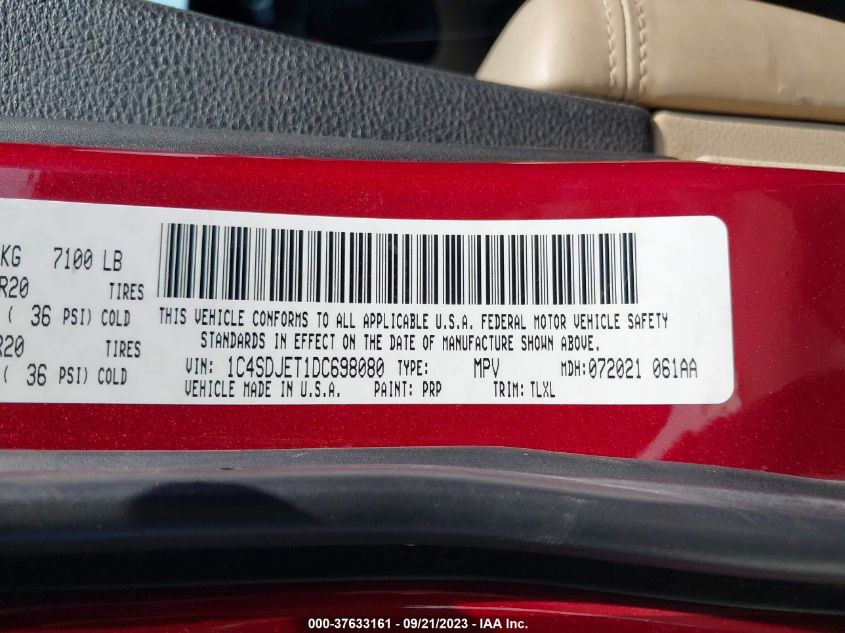 KG 7100 LB
R20 TIRES
( 36 PSI) COLD
R20 TIRES
( 36 PSI) COLD
THIS VEHICLE CONFORMS TO ALL APPLICABLE U.S.A. FEDERAL MOTOR VEHICLE SAFETY
STANDARDS IN EFFECT ON THE DATE OF MANUFACTURE SHOWN ABOVE.
VIN: 1C4SDJET1DC698080 TYPE: MPV MDH:072021 061AA
VEHICLE MADE IN U.S.A. PAINT: PRP TRIM: TLXL
000-37633161 - 09/21/2023 - IAA Inc.